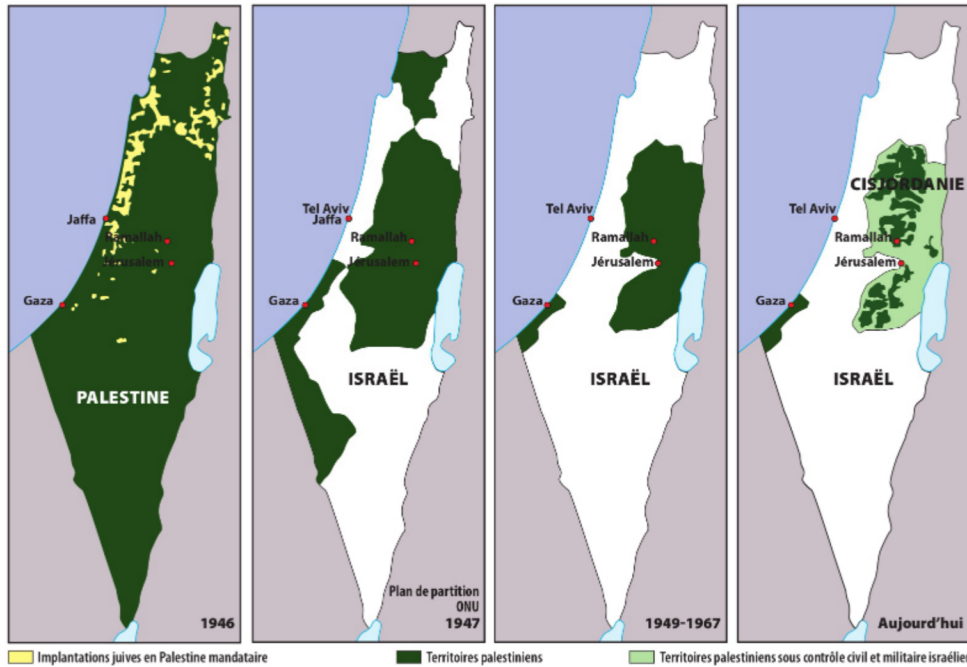 Jaffa
Ramallah
Jérusalem
Gaza
PALESTINE
1946
Tel Aviv
Jaffa
Ramallah
Jérusalem
ISRAËL
Plan de partition
ONU
1947
Tel Aviv
Ramallah
Jérusalem
Gaza
ISRAËL
1949-1967
CISJORDANIE
Tel Aviv
Ramallah
Jérusalem
Gaza
ISRAËL
Aujourd'hui
Implantations juives en Palestine mandataire
Territoires palestiniens
Territoires palestiniens sous contrôle civil et militaire israélien